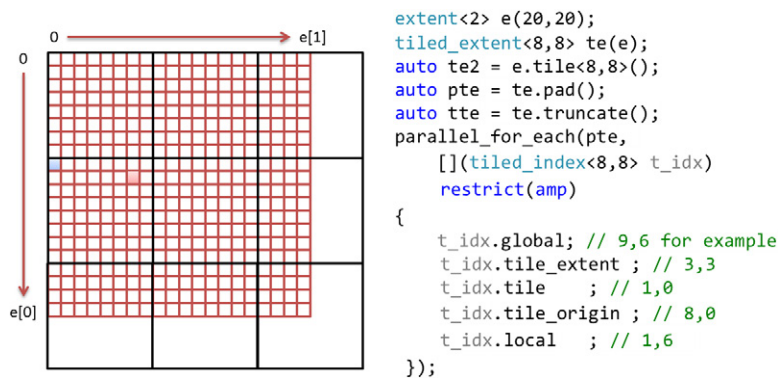 0 e[1]
0
e[0]
extent<2> e(20,20);
tiled_extent<8,8> te(e);
auto te2 = e.tile<8,8>();
auto pte = te.pad();
auto tte = te.truncate();
parallel_for_each(pte,
[](tiled_index<8,8> t_idx)
restrict(amp)
{
t_idx.global; // 9,6 for example
t_idx.tile_extent ; // 3,3
t_idx.tile ; // 1,0
t_idx.tile_origin ; // 8,0
t_idx.local ; // 1,6
});